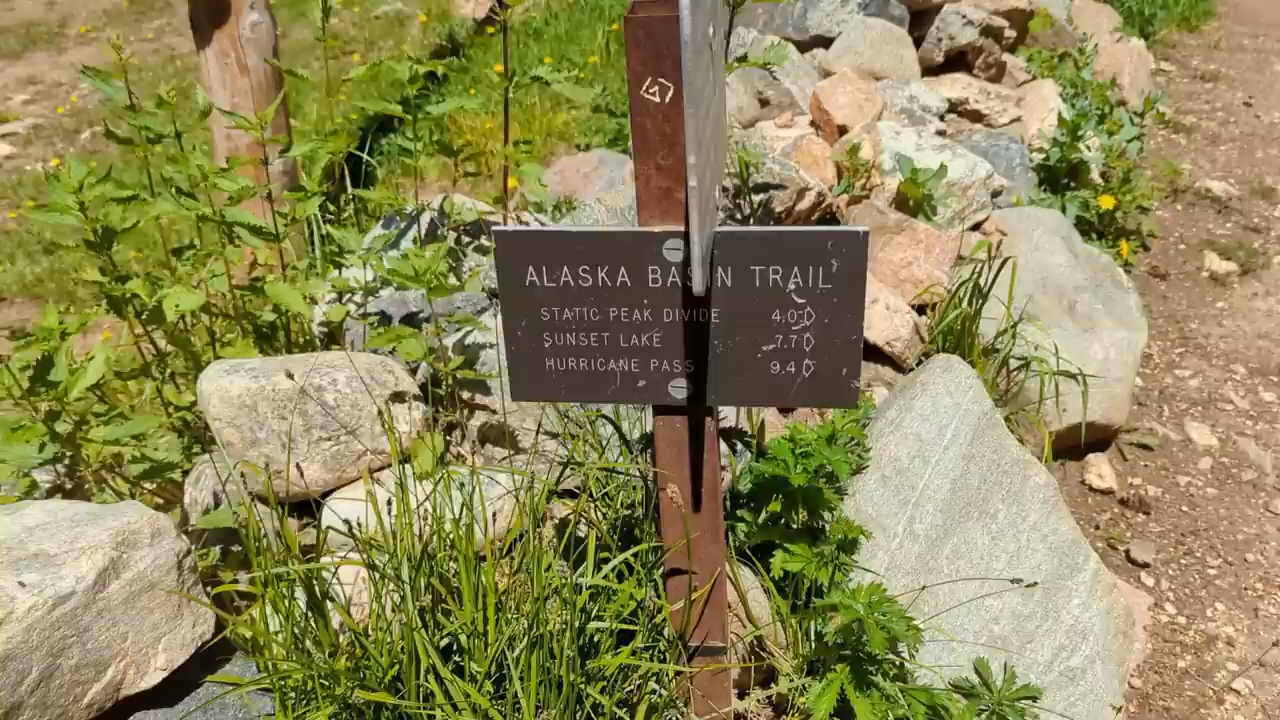 ALASKA BASIN TRAIL
STATIC PEAK DIVIDE 4.0
SUNSET LAKE 7.7
HURRICANE PASS 9.4